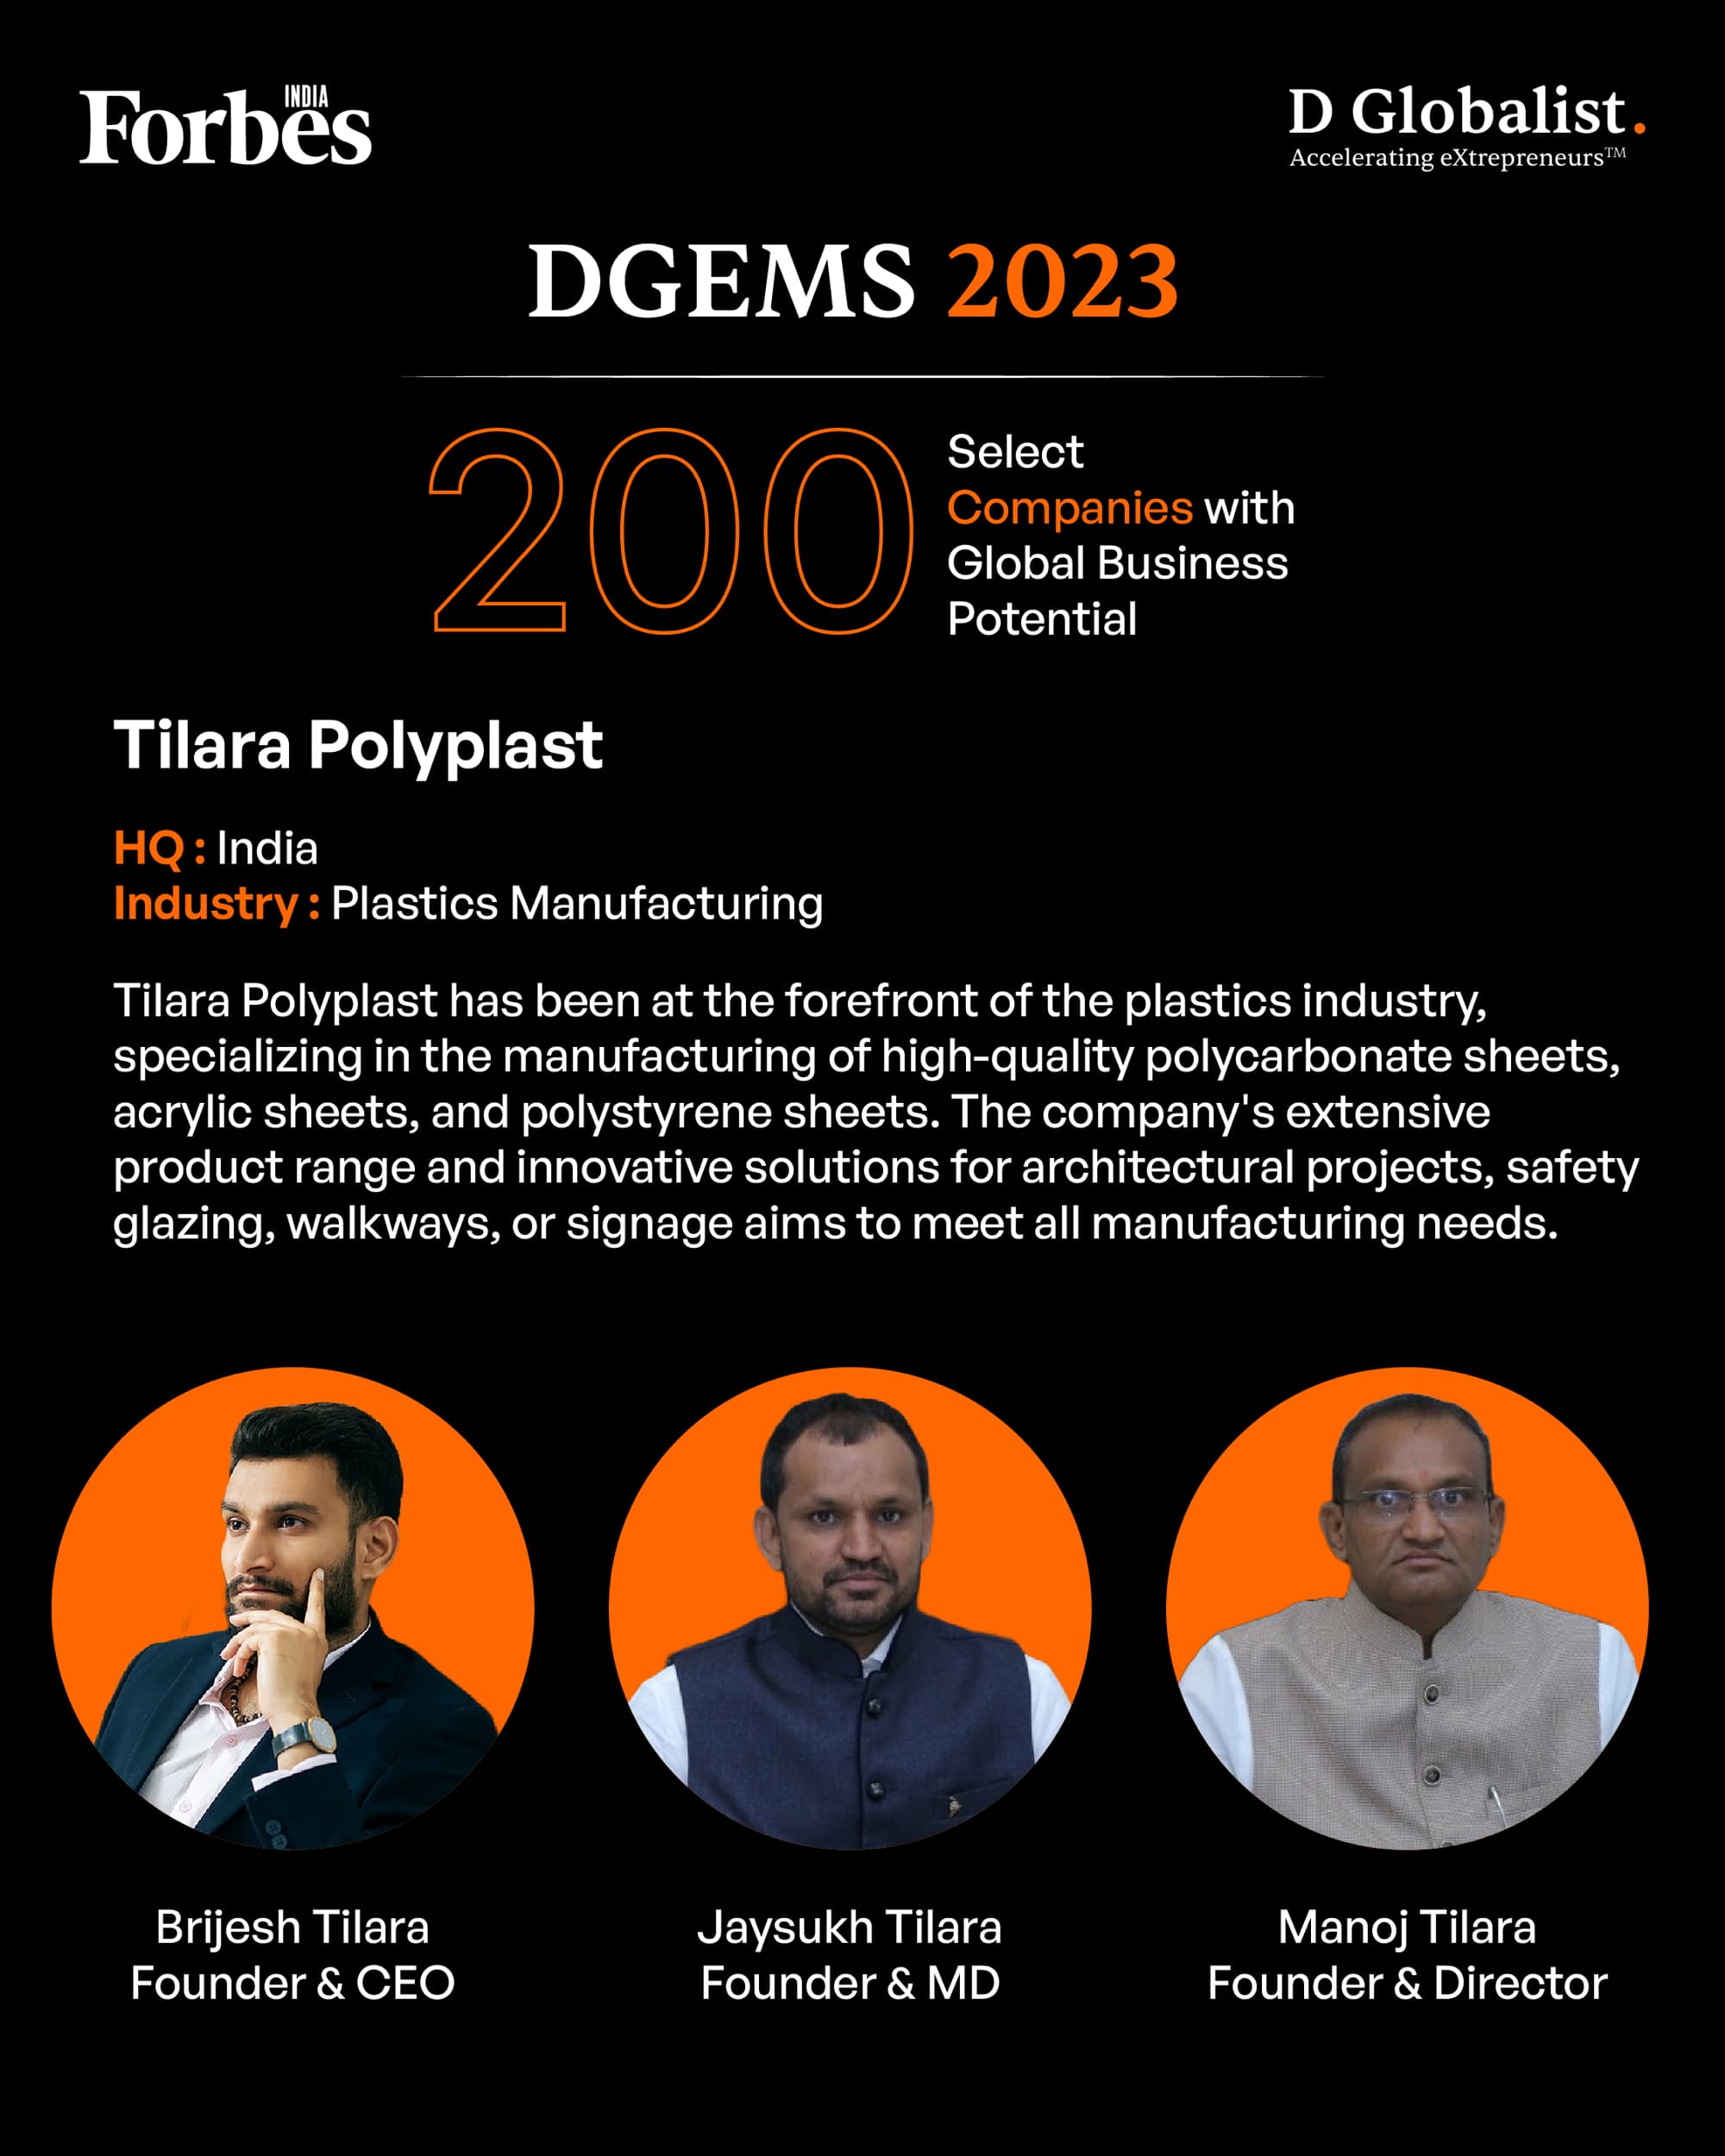 Forbes INDIA
D Globalist.
Accelerating eXtrepreneurs™
DGEMS 2023
200
Select
Companies with
Global Business
Potential
Tilara Polyplast
HQ : India
Industry : Plastics Manufacturing
Tilara Polyplast has been at the forefront of the plastics industry,
specializing in the manufacturing of high-quality polycarbonate sheets,
acrylic sheets, and polystyrene sheets. The company's extensive
product range and innovative solutions for architectural projects, safety
glazing, walkways, or signage aims to meet all manufacturing needs.
Brijesh Tilara
Founder & CEO
Jaysukh Tilara
Founder & MD
Manoj Tilara
Founder & Director